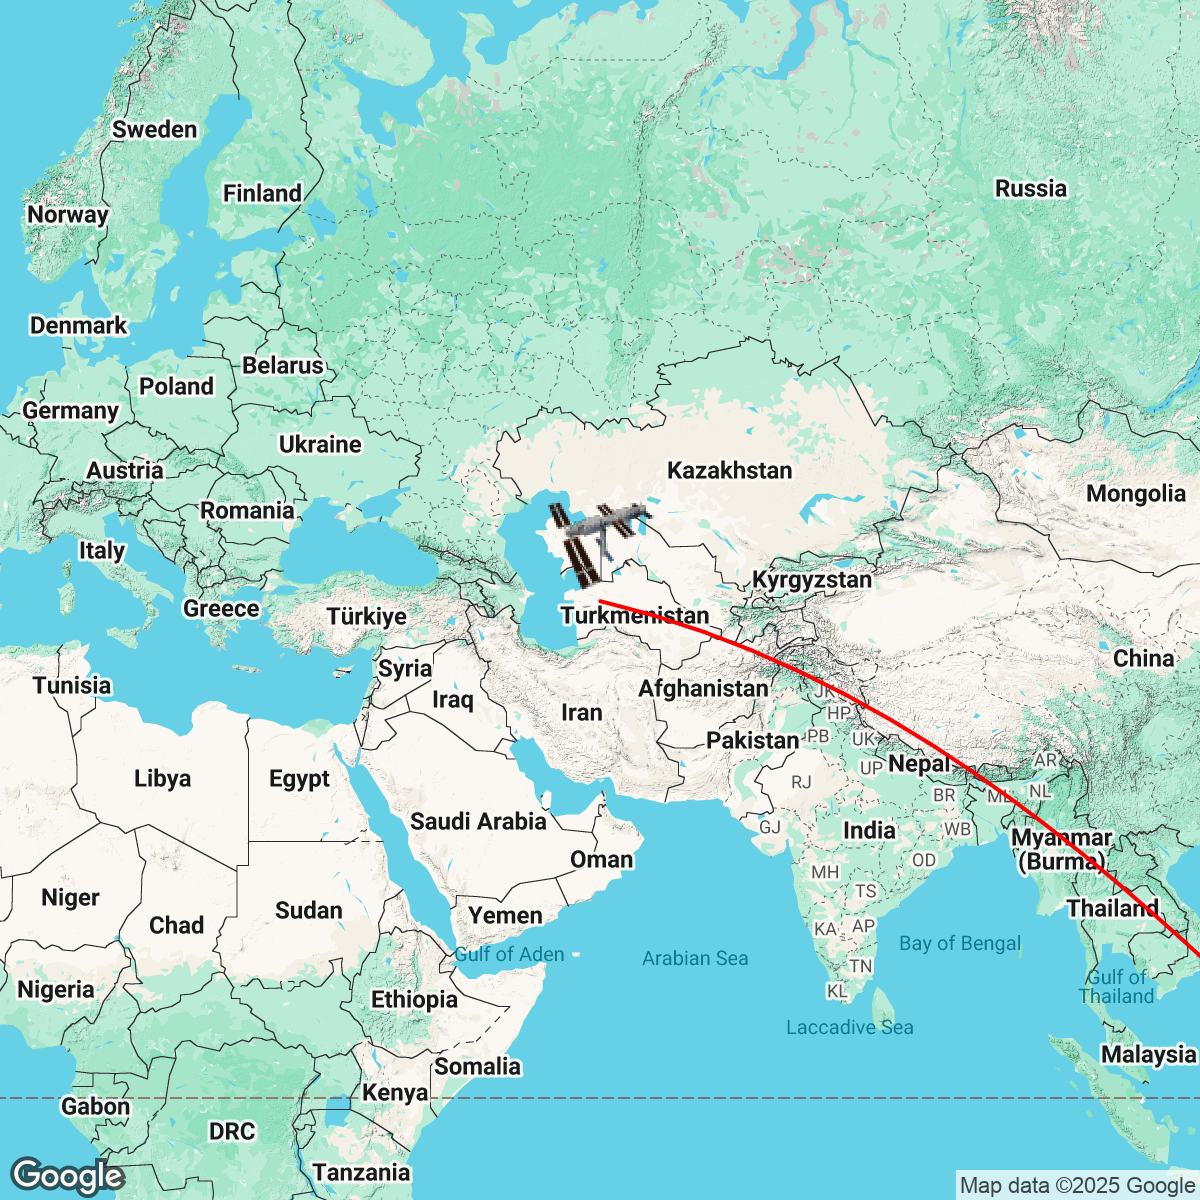 Sweden
Finland
Russia
Norway
Denmark
Belarus
Poland
Germany
Ukraine
Austria
Kazakhstan
Mongolia
Romania
Italy
Kyrgyzstan
Greece
Türkiye
Turkmenistan
China
Syria
Tunisia
Iraq
Afghanistan
JK
Iran
HP
Pakistan
PB
UK
Nepal
AR
UP
Libya
Egypt
RJ
NL
BR
ML
Saudi Arabia
GJ
India
WB
Myanmar
(Burma)
Oman
OD
MH
TS
Niger
Chad
Sudan
Yemen
Thailand
KA
AP
Gulf of Aden
Arabian Sea
Bay of Bengal
TN
Nigeria
Ethiopia
KL
Gulf of
Thailand
Laccadive Sea
Somalia
Malaysia
Kenya
Gabon
DRC
Tanzania
Google
Map data ©2025 Google